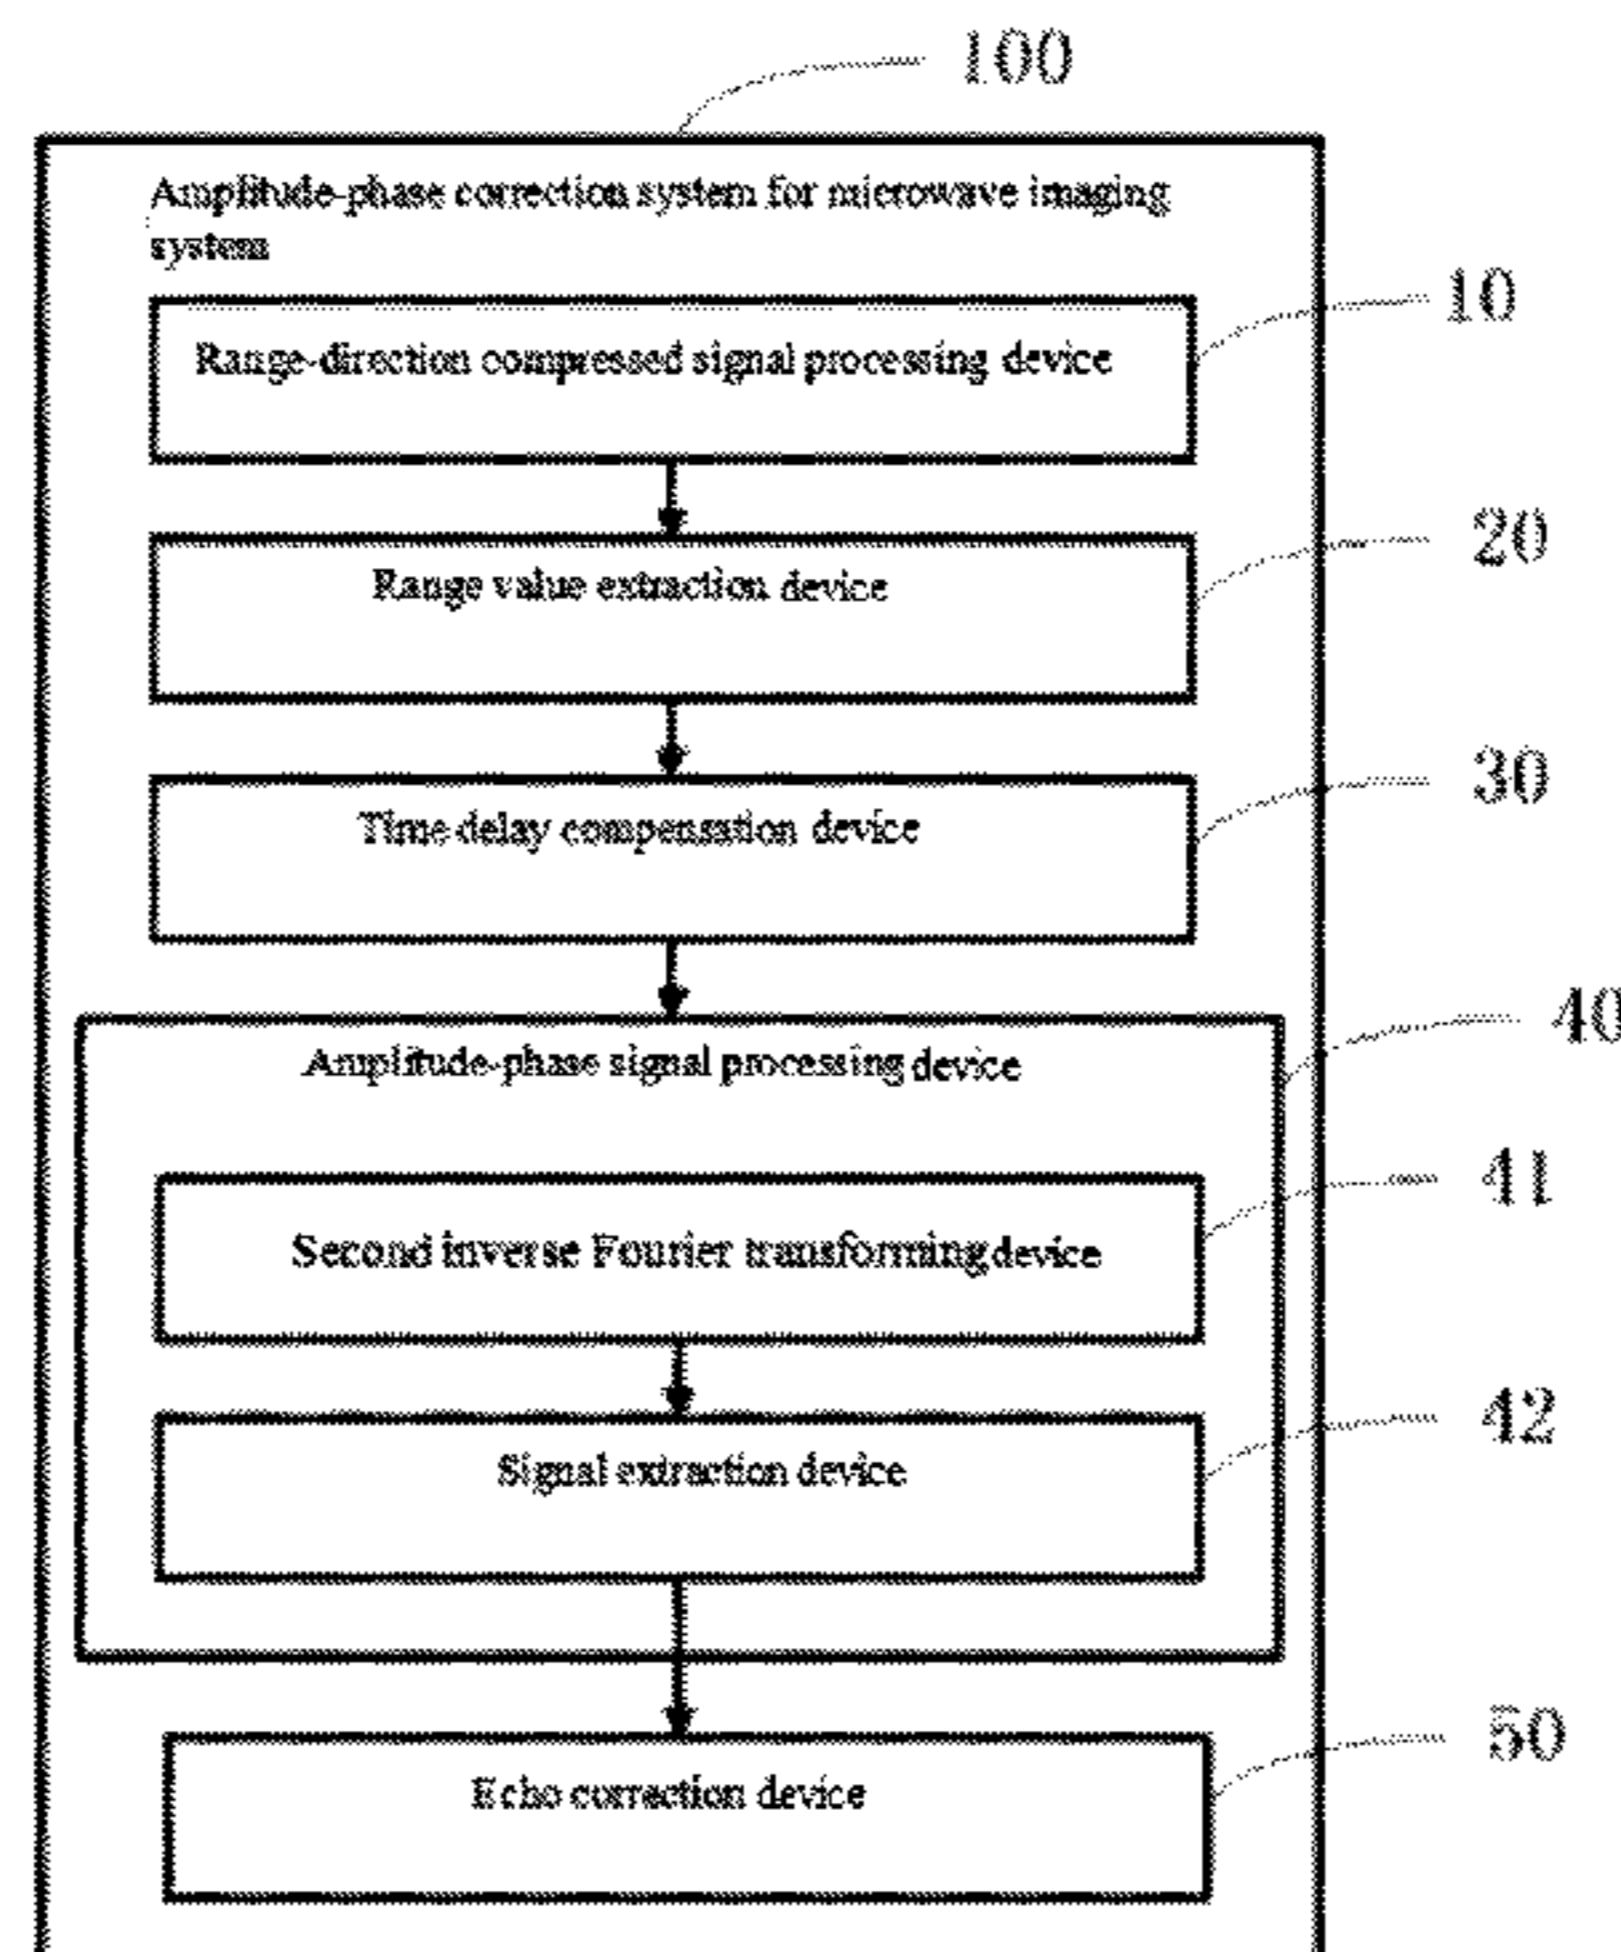 100
Amplitude-phase correction system for microwave imaging
system
10
Range-direction compressed signal processing device
20
Range value extraction device
30
Time delay compensation device
40
Amplitude-phase signal processing device
41
Second inverse Fourier transforming device
42
Signal extraction device
50
Echo correction device